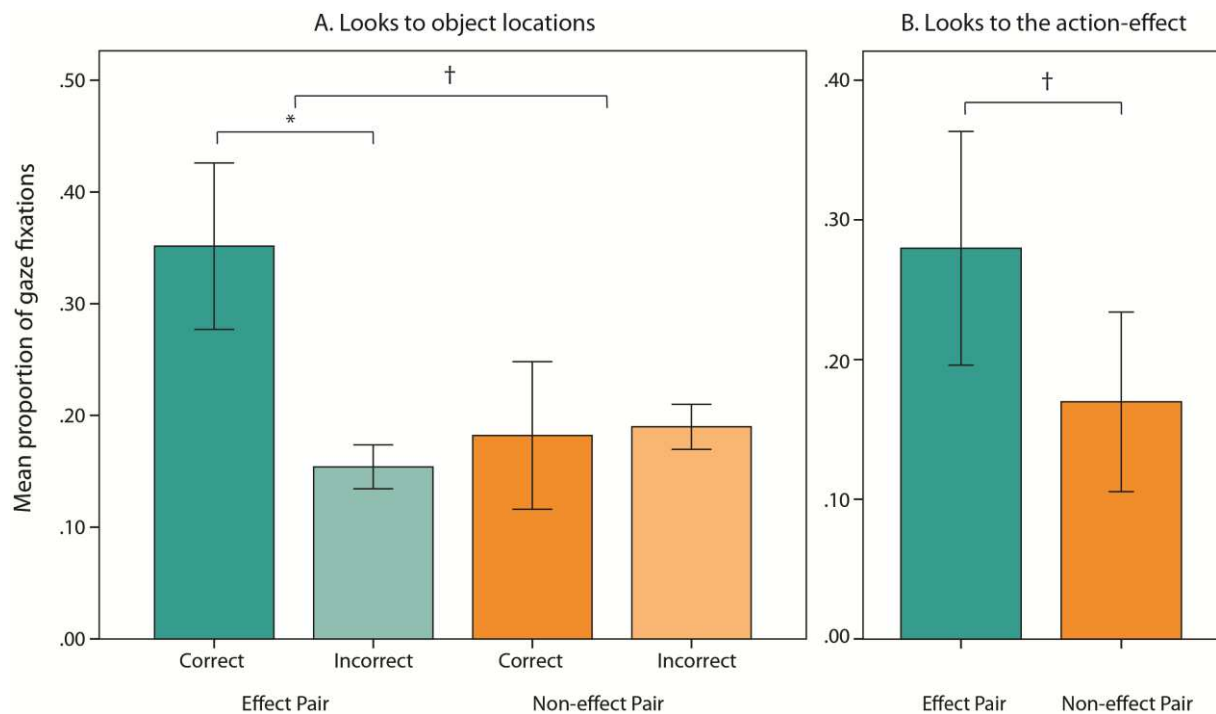 A. Looks to object locations
B. Looks to the action-effect
Mean proportion of gaze fixations
.50
.40
.30
.20
.10
.00
†
*
Correct Incorrect Correct Incorrect
Effect Pair Non-effect Pair
.40
.30
.20
.10
.00
†
Effect Pair Non-effect Pair